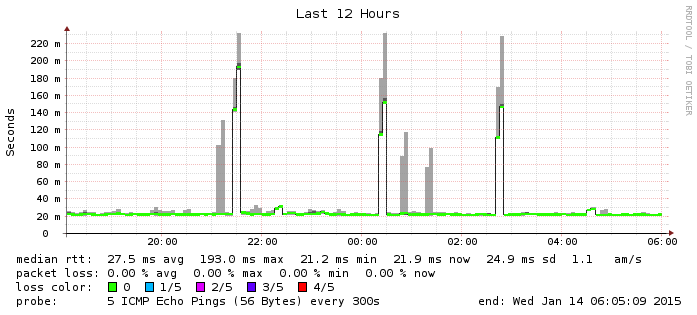 Last 12 Hours
RRDTOOL / TOBI OETIKER
Seconds
220 m
200 m
180 m
160 m
140 m
120 m
100 m
80 m
60 m
40 m
20 m
0
20:00 22:00 00:00 02:00 04:00 06:00
median rtt: 27.5 ms avg 193.0 ms max 21.2 ms min 21.9 ms now 24.9 ms sd 1.1 am/s
packet loss: 0.00 % avg 0.00 % max 0.00 % min 0.00 % now
loss color: 0 1/5 2/5 3/5 4/5
probe: 5 ICMP Echo Pings (56 Bytes) every 300s end: Wed Jan 14 06:05:09 2015